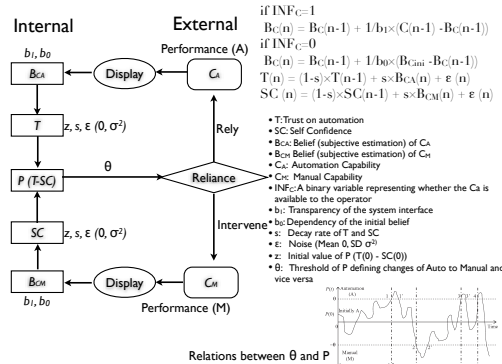 Internal
External
if INFC=1
BC(n) = BC(n-1) + 1/b1×(C(n-1) -BC(n-1))
if INFC=0
BC(n) = BC(n-1) + 1/b0×(BCini -BC(n-1))
T(n) = (1-s)×T(n-1) + s×BCA(n) + ε (n)
SC (n) = (1-s)×SC(n-1) + s×BCM(n) + ε (n)
b1, b0
Performance (A)
BCA
Display
CA
T
z, s, ε (0, σ²)
Rely
P (T-SC)
θ
Reliance
SC
z, s, ε (0, σ²)
Intervene
BCM
Display
CM
b1, b0
Performance (M)
• T: Trust on automation
• SC: Self Confidence
• BCA: Belief (subjective estimation) of CA
• BCM Belief (subjective estimation) of CM
• CA: Automation Capability
• CM: Manual Capability
• INFC: A binary variable representing whether the Ca is
available to the operator
• b1: Transparency of the system interface
• b0: Dependency of the initial belief
• s: Decay rate of T and SC
• ε: Noise (Mean 0, SD σ²)
• z: Initial value of P (T(0) - SC(0))
• θ: Threshold of P defining changes of Auto to Manual and
vice versa
P(t)
Automation
(A)
θ
P(0)
Initially A
0
Time
-θ
Manual
(M)
Relations between θ and P